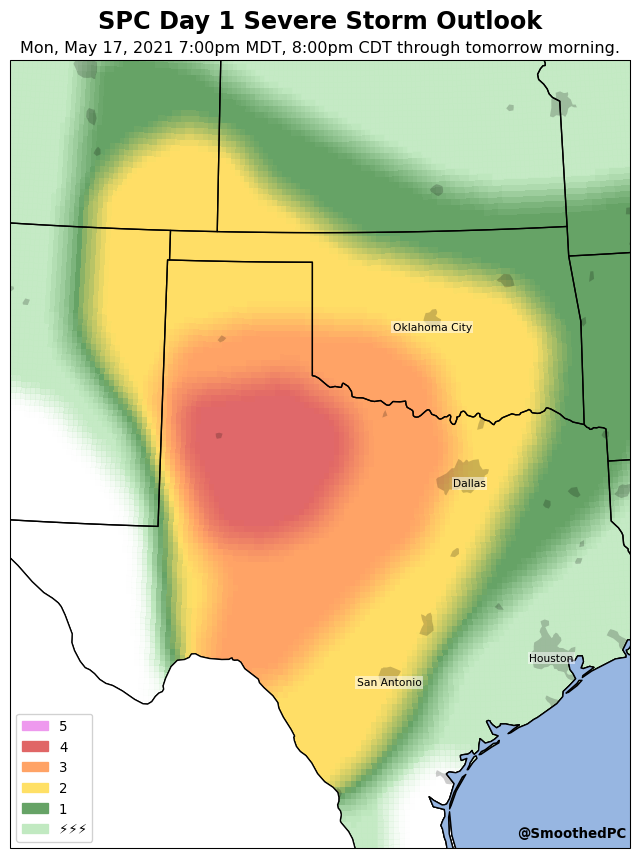 SPC Day 1 Severe Storm Outlook
Mon, May 17, 2021 7:00pm MDT, 8:00pm CDT through tomorrow morning.
Oklahoma City
Dallas
Houston
San Antonio
5
4
3
2
1
⚡⚡⚡
@SmoothedPC